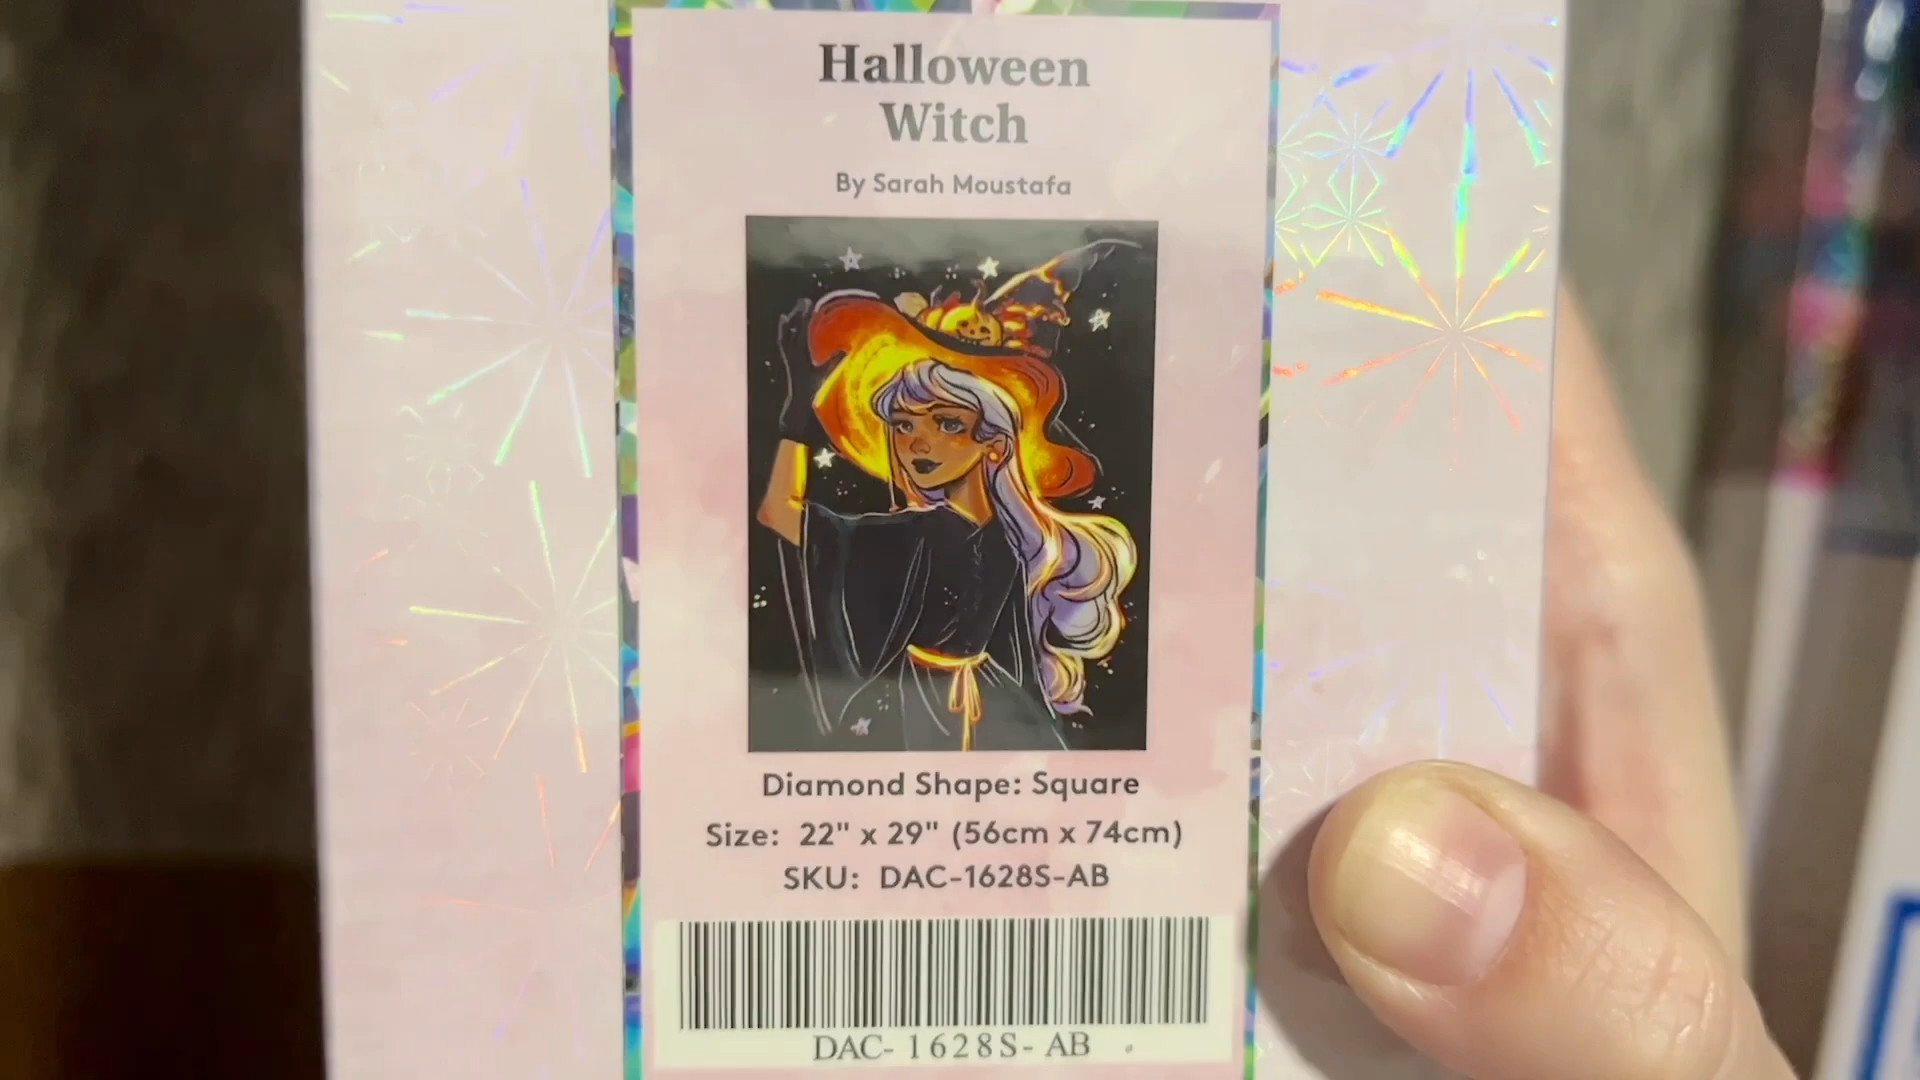 Halloween
Witch
By Sarah Moustafa
Diamond Shape: Square
Size: 22" x 29" (56cm x 74cm)
SKU: DAC-1628S-AB
DAC- 1628S- AB